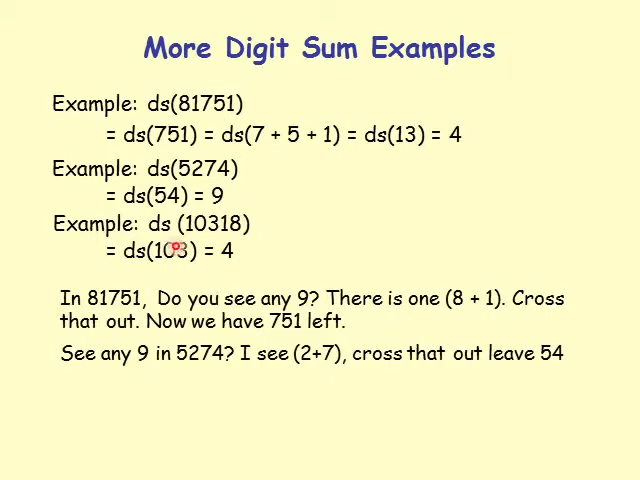 More Digit Sum Examples
Example: ds(81751)
= ds(751) = ds(7 + 5 + 1) = ds(13) = 4
Example: ds(5274)
= ds(54) = 9
Example: ds (10318)
= ds(103) = 4
In 81751, Do you see any 9? There is one (8 + 1). Cross
that out. Now we have 751 left.
See any 9 in 5274? I see (2+7), cross that out leave 54